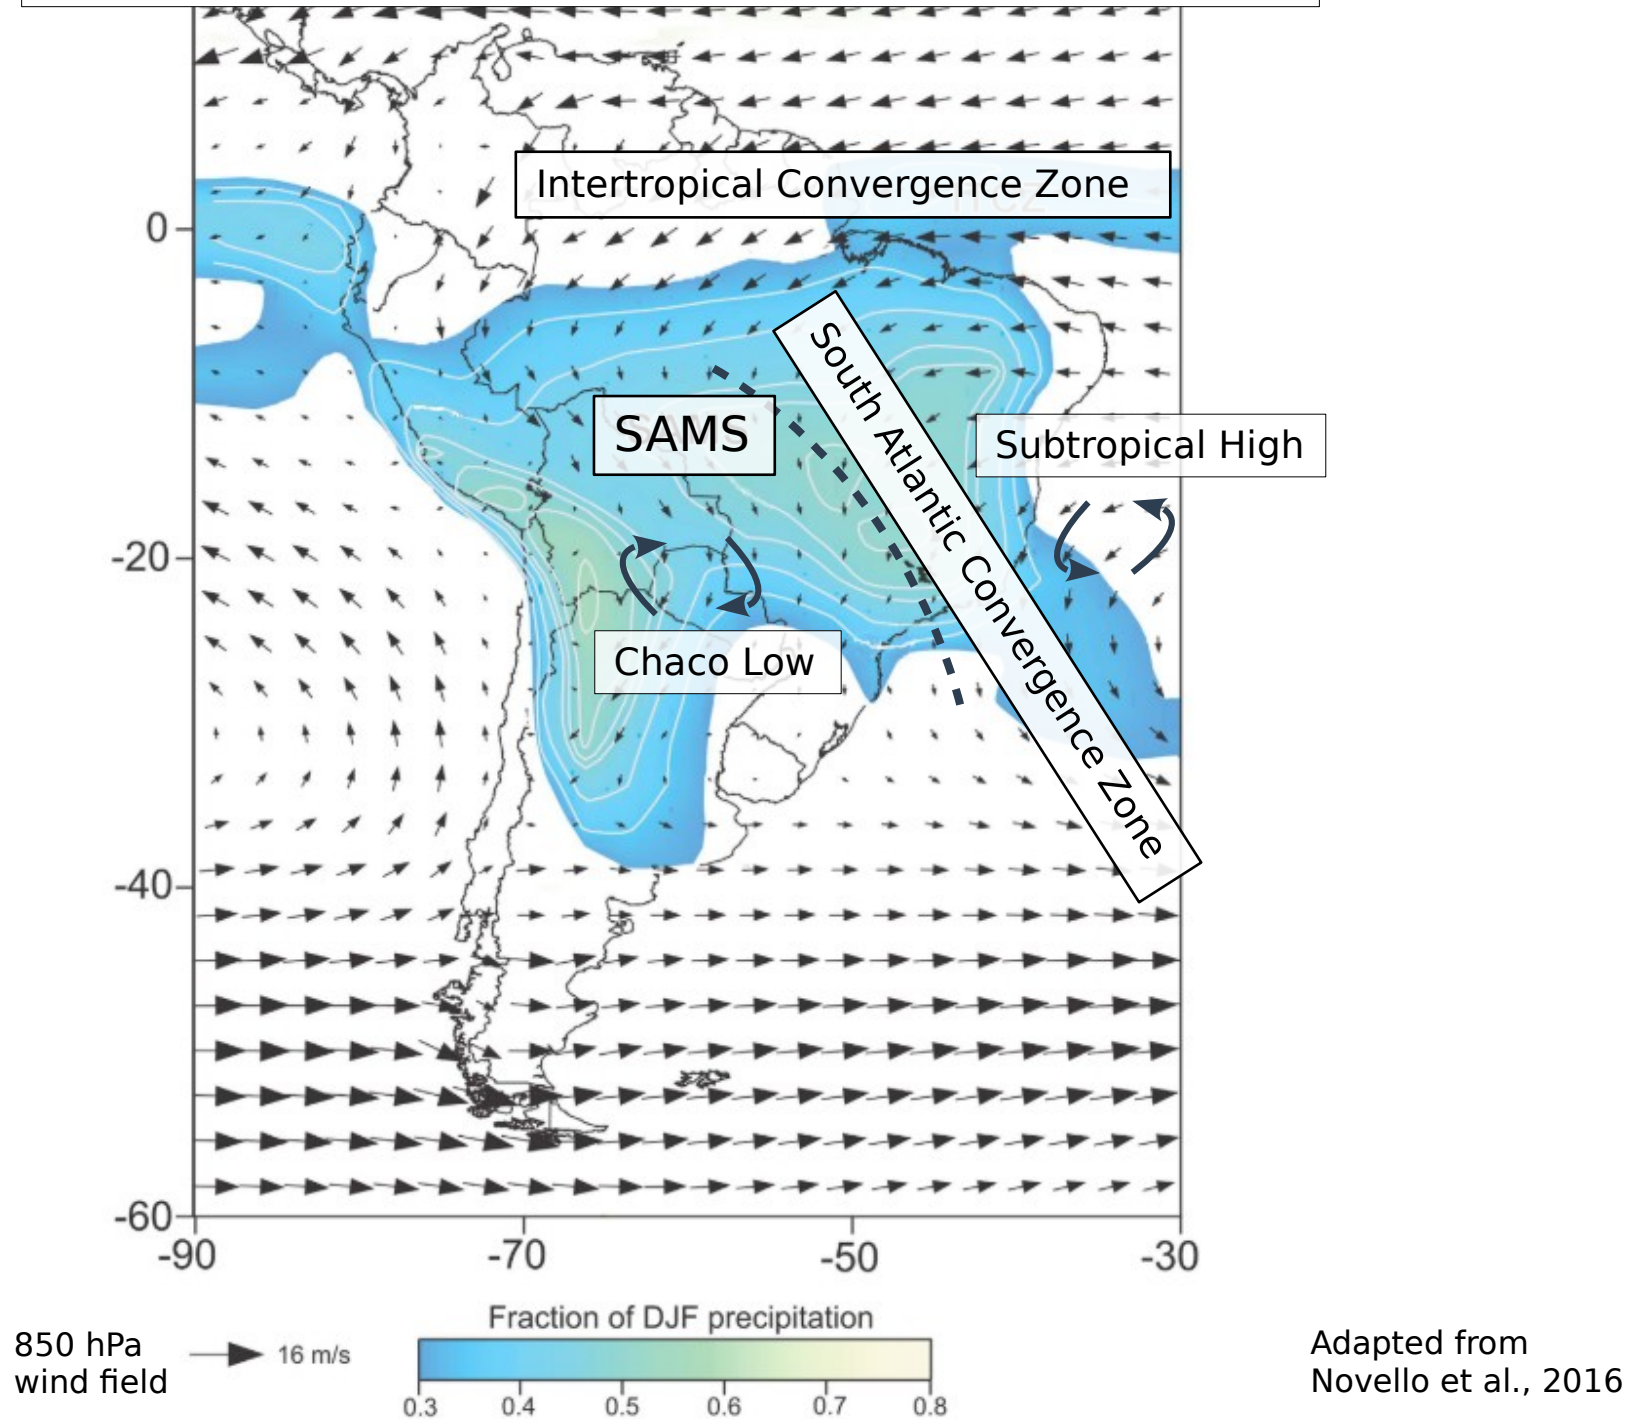 Intertropical Convergence Zone
0
South Atlantic Convergence Zone
SAMS
Subtropical High
-20
Chaco Low
-40
-60
-90 -70 -50 -30
Fraction of DJF precipitation
850 hPa
wind field
16 m/s
0.3 0.4 0.5 0.6 0.7 0.8
Adapted from
Novello et al., 2016